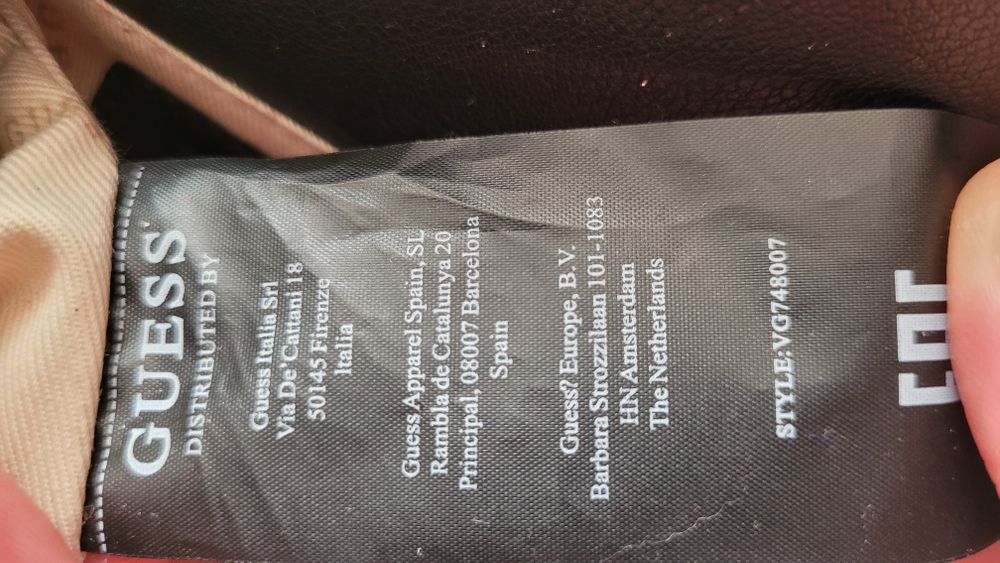 GUESS
DISTRIBUTED BY
Guess Italia Srl
Via De'Cattani 18
50145 Firenze
Italia
Guess Apparel Spain, SL
Rambla de Catalunya 20
Principal, 08007 Barcelona
Spain
Guess? Europe, B.V.
Barbara Strozzilaan 101-1083
HN Amsterdam
The Netherlands
STYLE:VG748007